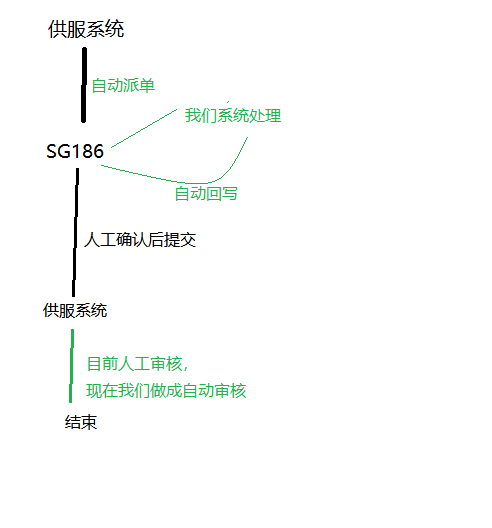 供服系统
自动派单
我们系统处理
SG186
自动回写
人工确认后提交
供服系统
目前人工审核，
现在我们做成自动审核
结束